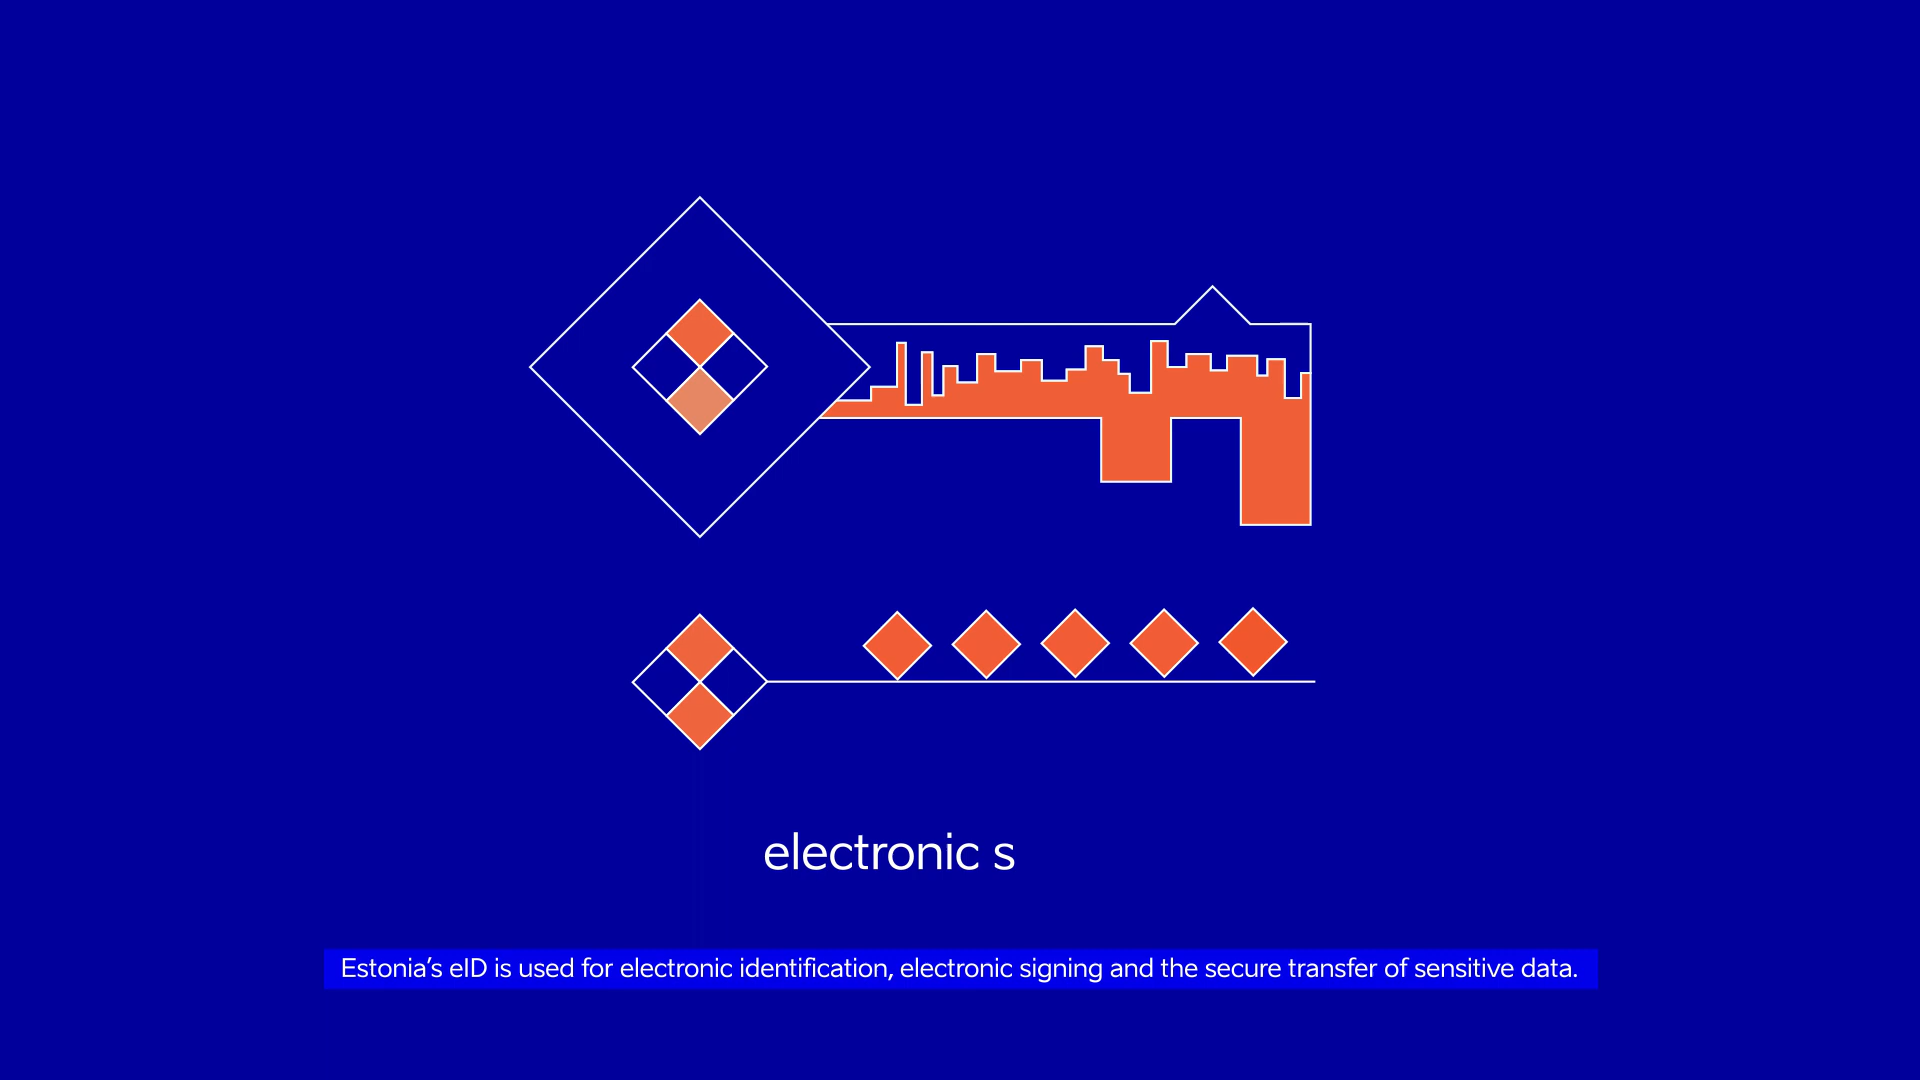 electronic s
Estonia’s eID is used for electronic identification, electronic signing and the secure transfer of sensitive data.